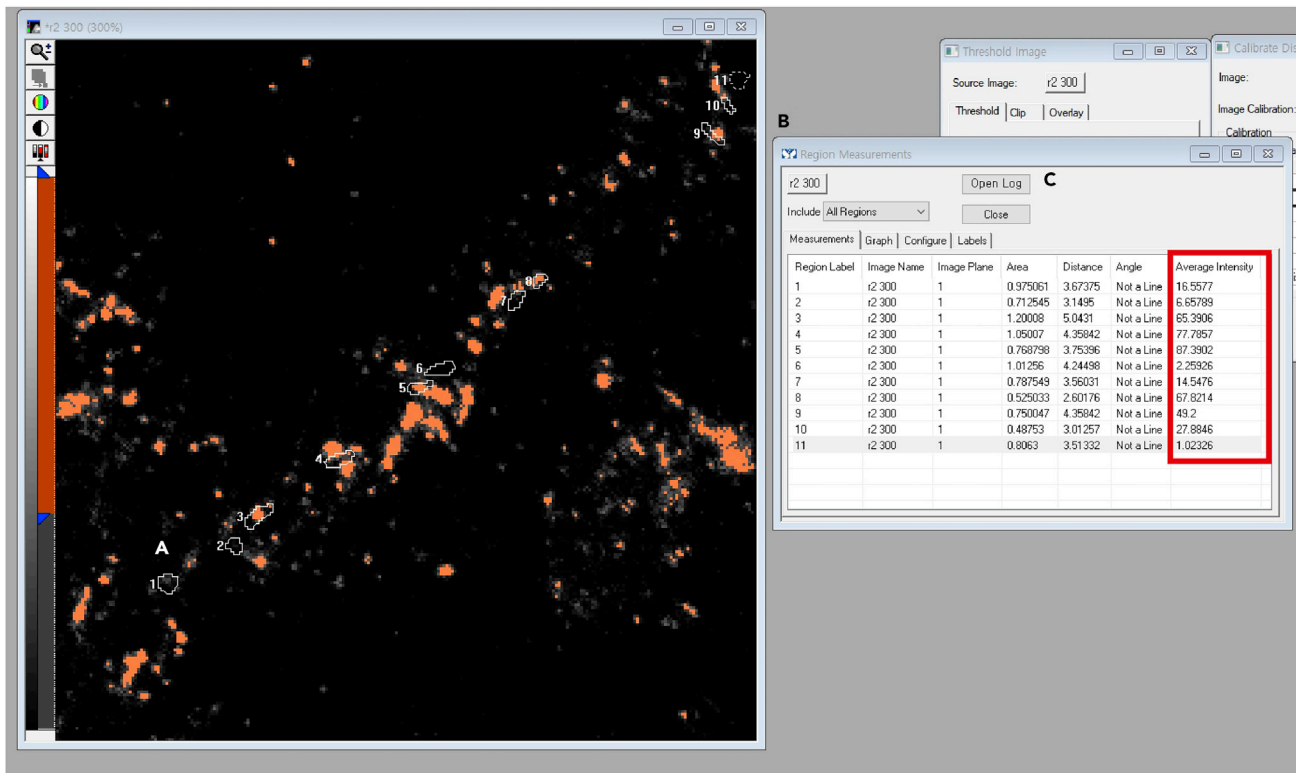 *r2 300 (300%)
11
10
9
8
7
6
5
4
3
A
2
1
B
Threshold Image
Source Image: r2 300
Threshold Clip Overlay
Calibrate Dis
Image:
Image Calibration:
Calibration
Region Measurements
r2 300 Open Log C
Include All Regions Close
Measurements Graph Configure Labels
Region Label Image Name Image Plane Area Distance Angle Average Intensity
1 r2 300 1 0.975061 3.67375 Not a Line 16.5577
2 r2 300 1 0.712545 3.1495 Not a Line 6.65789
3 r2 300 1 1.20008 5.0431 Not a Line 65.3906
4 r2 300 1 1.05007 4.35842 Not a Line 77.7857
5 r2 300 1 0.768798 3.75396 Not a Line 87.3902
6 r2 300 1 1.01256 4.24498 Not a Line 2.25926
7 r2 300 1 0.787549 3.56031 Not a Line 14.5476
8 r2 300 1 0.525033 2.60176 Not a Line 67.8214
9 r2 300 1 0.750047 4.35842 Not a Line 49.2
10 r2 300 1 0.48753 3.01257 Not a Line 27.8846
11 r2 300 1 0.8063 3.51332 Not a Line 1.02326